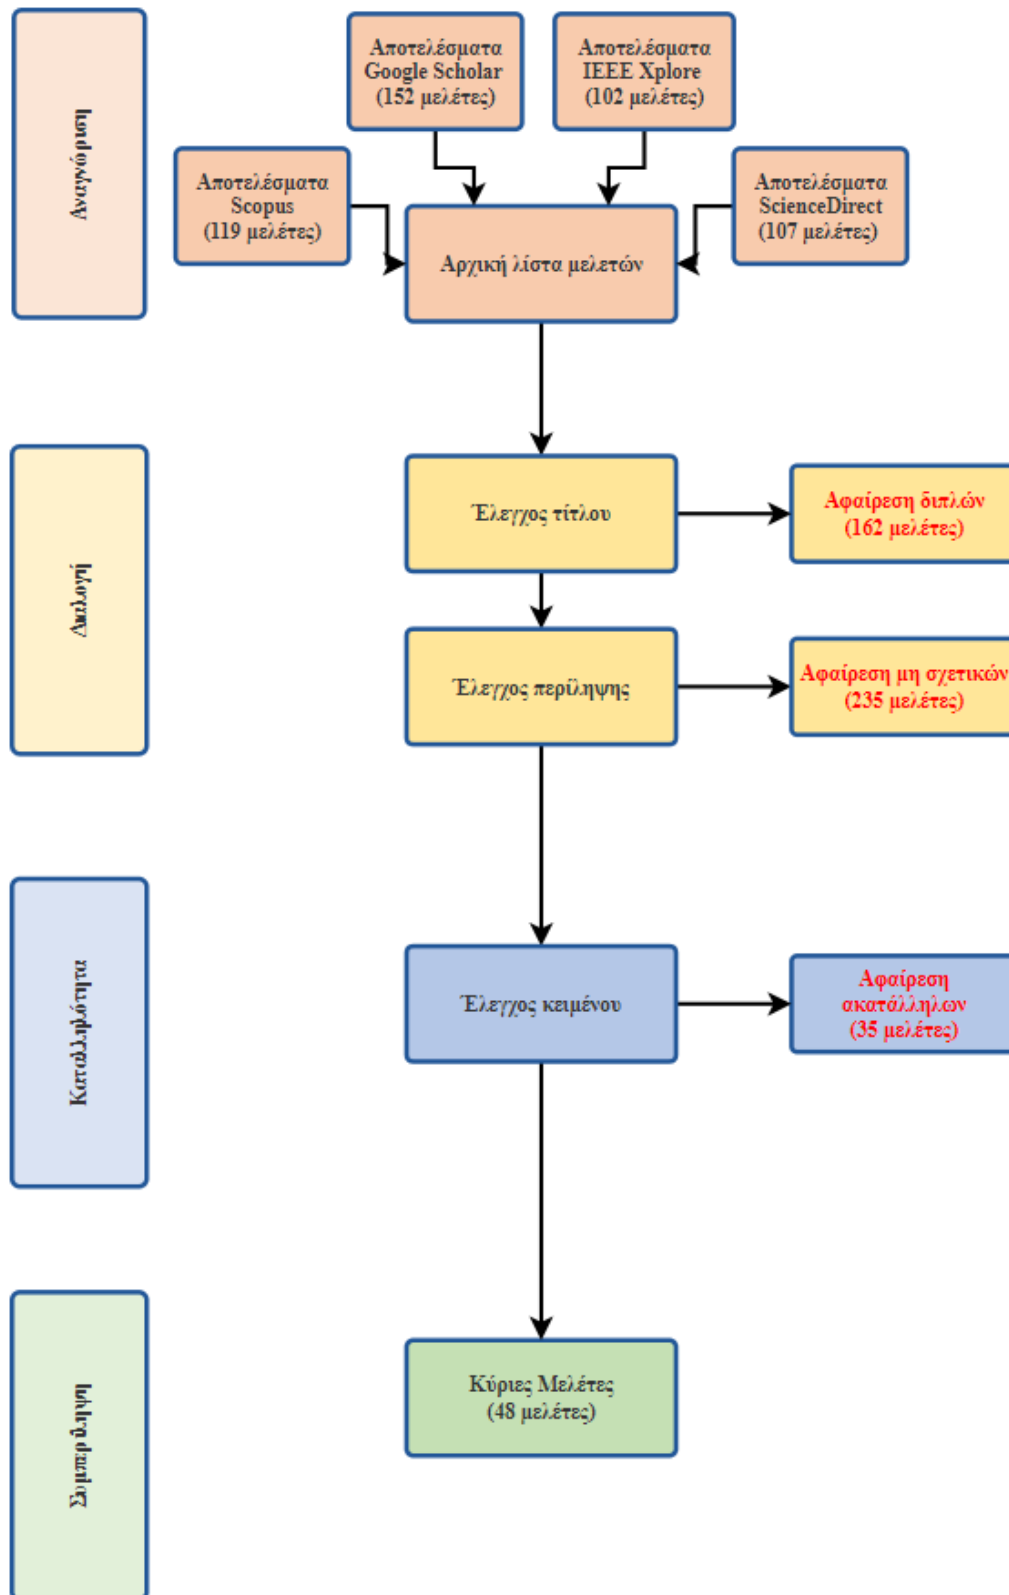 Αναγνώριση
Αποτελέσματα
Google Scholar
(152 μελέτες)
Αποτελέσματα
IEEE Xplore
(102 μελέτες)
Αποτελέσματα
Scopus
(119 μελέτες)
Αποτελέσματα
ScienceDirect
(107 μελέτες)
Αρχική λίστα μελετών
Διαλογή
Έλεγχος τίτλου
Αφαίρεση διπλών
(162 μελέτες)
Έλεγχος περίληψης
Αφαίρεση μη σχετικών
(235 μελέτες)
Καταλληλότητα
Έλεγχος κειμένου
Αφαίρεση
ακατάλληλων
(35 μελέτες)
Συμπερίληψη
Κύριες Μελέτες
(48 μελέτες)